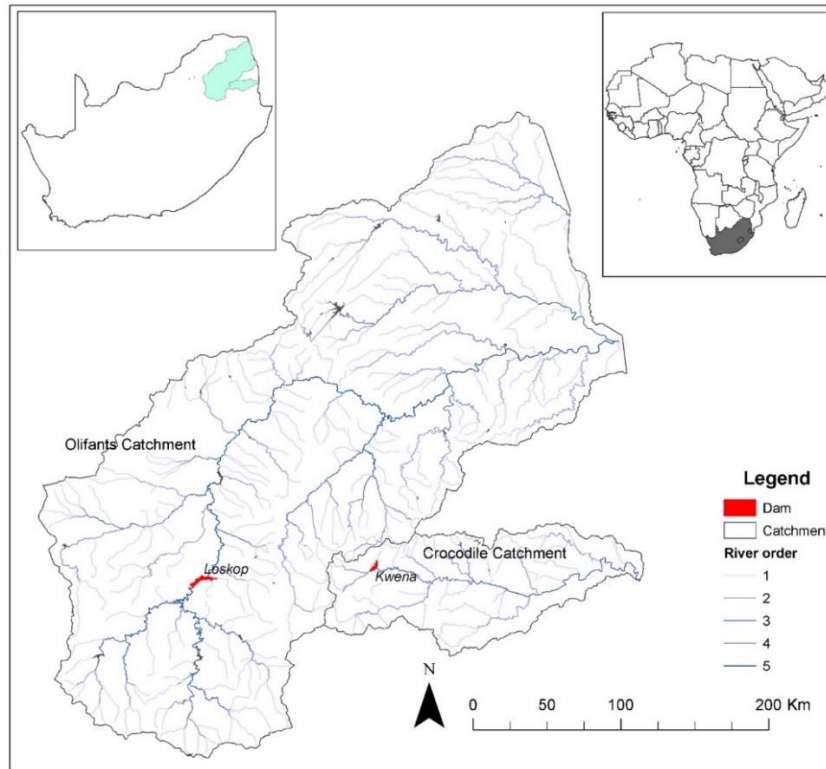 Olifants Catchment
Loskop
Crocodile Catchment
Kwena
Legend
Dam
Catchment
River order
1
2
3
4
5
N
0 50 100 200 Km